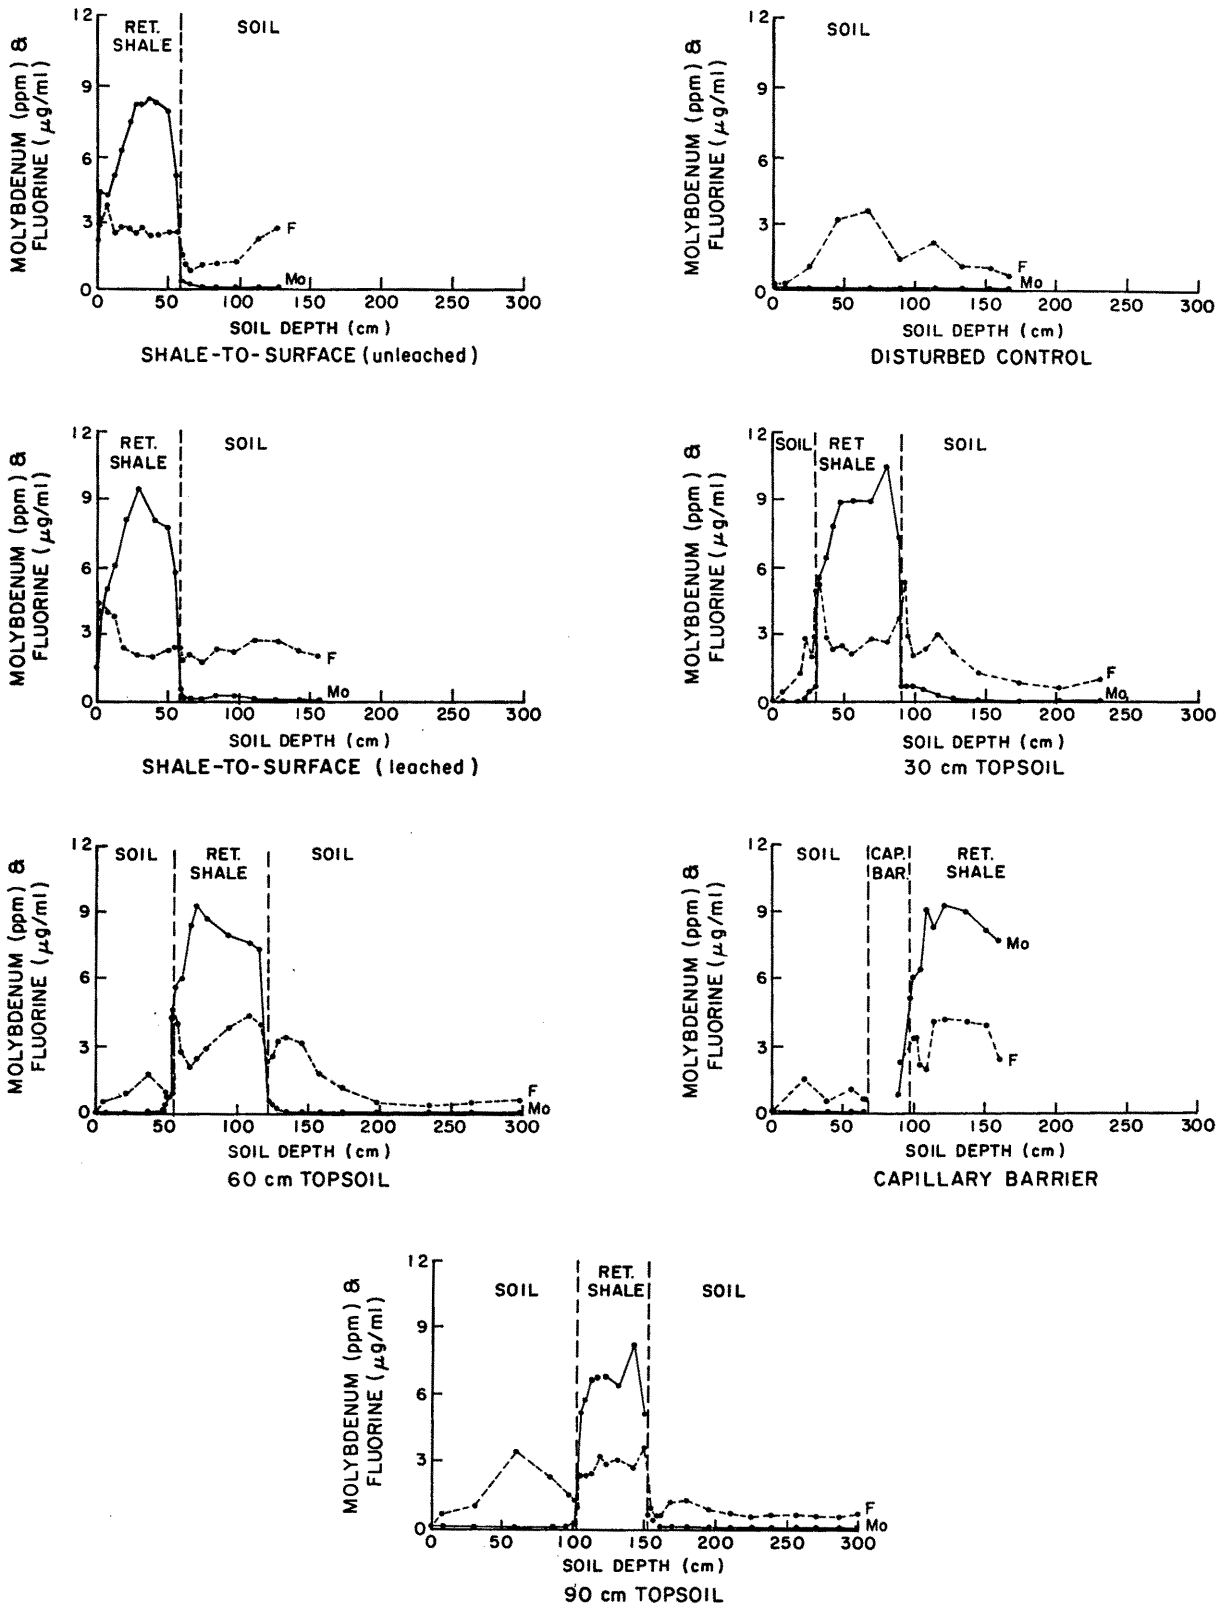 MOLYBDENUM (ppm) &
FLUORINE (μg/ml)
12
9
6
3
0
RET.
SHALE
SOIL
F
Mo
0 50 100 150 200 250 300
SOIL DEPTH (cm)
SHALE-TO-SURFACE (unleached)
MOLYBDENUM (ppm) &
FLUORINE (μg/ml)
12
9
6
3
0
SOIL
F
Mo
0 50 100 150 200 250 300
SOIL DEPTH (cm)
DISTURBED CONTROL
MOLYBDENUM (ppm) &
FLUORINE (μg/ml)
12
9
6
3
0
RET.
SHALE
SOIL
F
Mo
0 50 100 150 200 250 300
SOIL DEPTH (cm)
SHALE-TO-SURFACE (leached)
MOLYBDENUM (ppm) &
FLUORINE (μg/ml)
12
9
6
3
0
SOIL
RET
SHALE
SOIL
F
Mo
0 50 100 150 200 250 300
SOIL DEPTH (cm)
30 cm TOPSOIL
MOLYBDENUM (ppm) &
FLUORINE (μg/ml)
12
9
6
3
0
SOIL
RET.
SHALE
SOIL
F
Mo
0 50 100 150 200 250 300
SOIL DEPTH (cm)
60 cm TOPSOIL
MOLYBDENUM (ppm) &
FLUORINE (μg/ml)
12
9
6
3
0
SOIL
CAP.
BAR.
RET.
SHALE
Mo
F
0 50 100 150 200 250 300
SOIL DEPTH (cm)
CAPILLARY BARRIER
MOLYBDENUM (ppm) &
FLUORINE (μg/ml)
12
9
6
3
0
SOIL
RET.
SHALE
SOIL
F
Mo
0 50 100 150 200 250 300
SOIL DEPTH (cm)
90 cm TOPSOIL